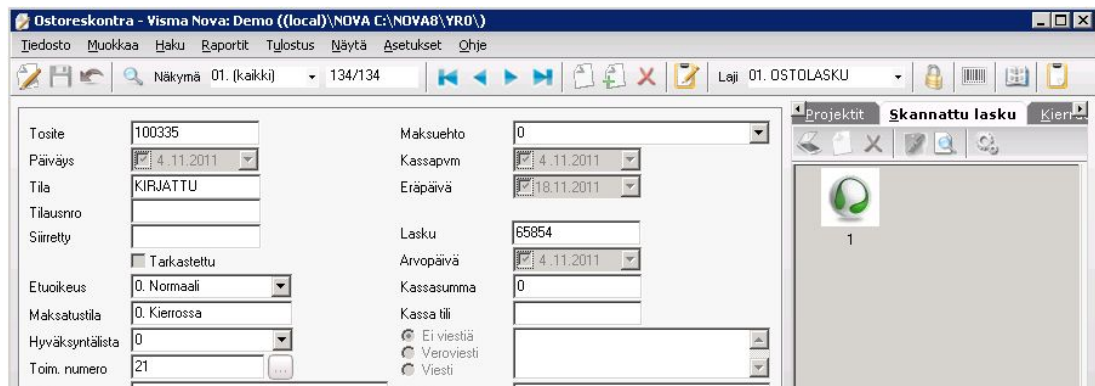 Ostoreskontra - Visma Nova: Demo ((local)\NOVA C:\NOVA8\YR0\)
Tiedosto Muokkaa Haku Raportit Tulostus Näytä Asetukset Ohje
Näkymä 01. (kaikki) 134/134 Laji 01. OSTOLASKU
Projektit Skannattu lasku
Tosite 100335 Maksuehto 0
Päiväys 4.11.2011 Kassapvm 4.11.2011
Tila KIRJATTU Eräpäivä 18.11.2011
Tilausnro
Siirretty Lasku 65854
Tarkastettu Arvopäivä 4.11.2011
Etuoikeus 0. Normaali Kassasumma 0
Maksatustila 0. Kierrossa Kassa tili
Hyväksyntälista 0 Ei viestiä
Veroviesti
Toim. numero 21 ... Viesti
1